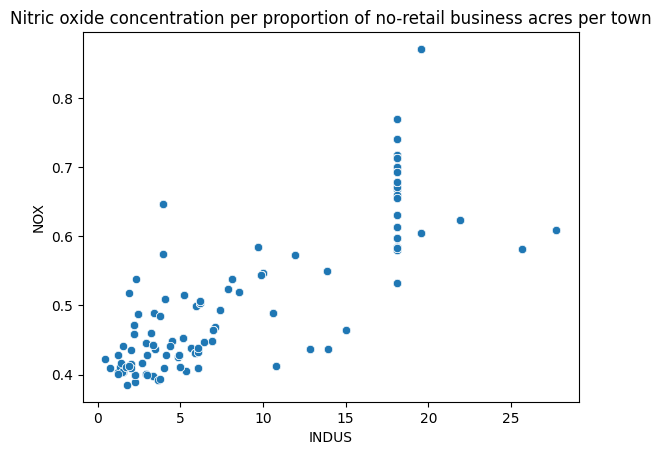 Nitric oxide concentration per proportion of no-retail business acres per town
NOX
0.8
0.7
0.6
0.5
0.4
0 5 10 15 20 25
INDUS